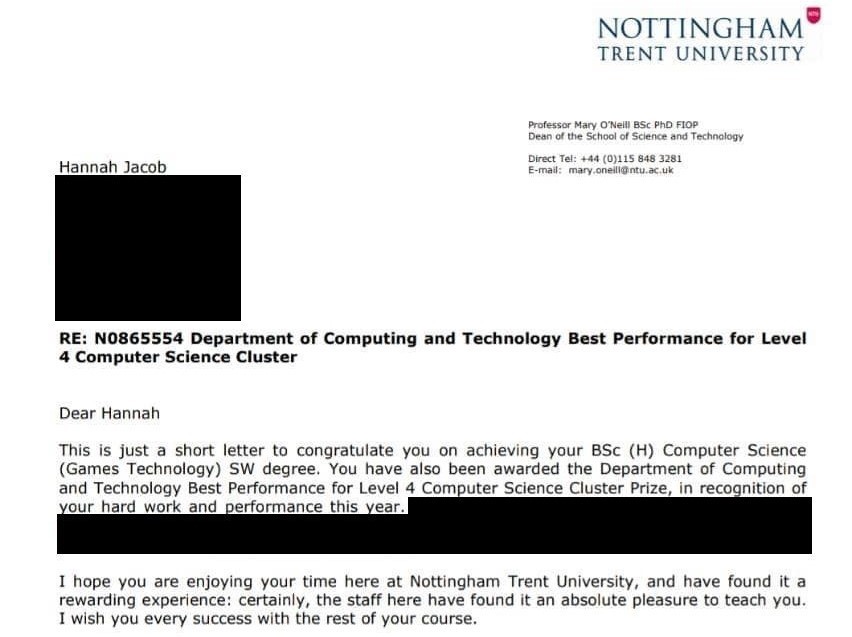 NOTTINGHAM
TRENT UNIVERSITY
NTU
Professor Mary O'Neill BSc PhD FIOP
Dean of the School of Science and Technology
Direct Tel: +44 (0)115 848 3281
E-mail: mary.oneill@ntu.ac.uk
Hannah Jacob
RE: N0865554 Department of Computing and Technology Best Performance for Level
4 Computer Science Cluster
Dear Hannah
This is just a short letter to congratulate you on achieving your BSc (H) Computer Science
(Games Technology) SW degree. You have also been awarded the Department of Computing
and Technology Best Performance for Level 4 Computer Science Cluster Prize, in recognition of
your hard work and performance this year.
I hope you are enjoying your time here at Nottingham Trent University, and have found it a
rewarding experience: certainly, the staff here have found it an absolute pleasure to teach you.
I wish you every success with the rest of your course.